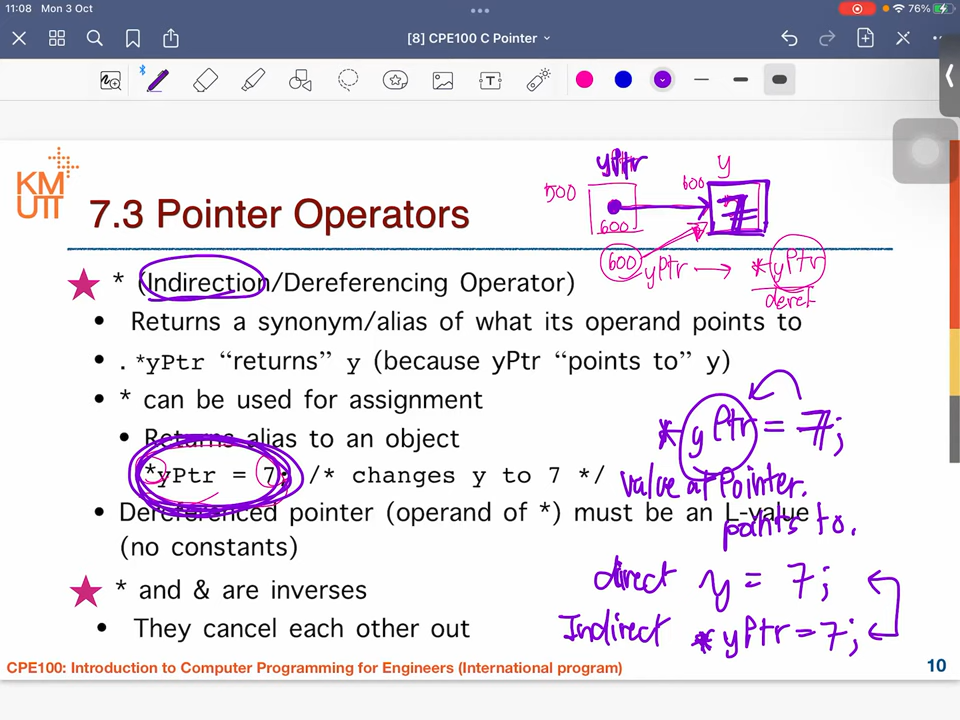 11:08 Mon 3 Oct
76%
[8] CPE100 C Pointer
KM
UTT
7.3 Pointer Operators
yPtr y
500 600
600 7
600 yPtr → *yPtr
deref
* (Indirection/Dereferencing Operator)
• Returns a synonym/alias of what its operand points to
• . *yPtr “returns” y (because yPtr “points to” y)
• * can be used for assignment
• Returns alias to an object
*yPtr = 7; /* changes y to 7 */
• Dereferenced pointer (operand of *) must be an L-value
(no constants)
* and & are inverses
• They cancel each other out
*yPtr = 7;
value at Pointer.
points to.
direct y = 7;
Indirect *yPtr = 7;
CPE100: Introduction to Computer Programming for Engineers (International program) 10